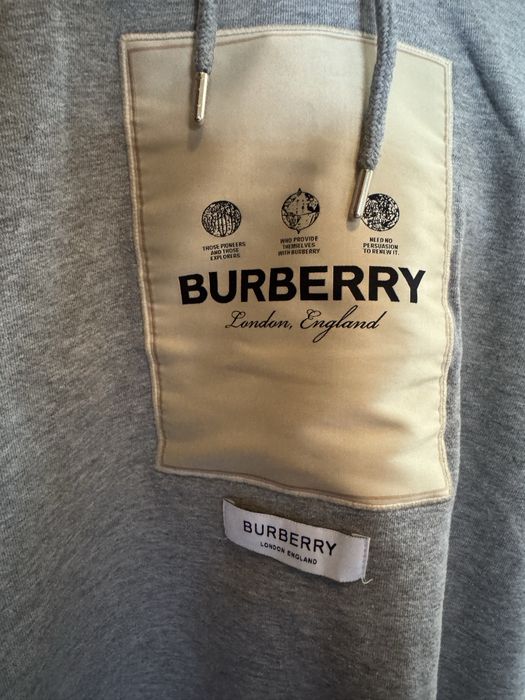 THOSE PIONEERS
AND THOSE
EXPLORERS
WHO PROVIDE
THEMSELVES
WITH BURBERRY
NEED NO
PERSUASION
TO RENEW IT.
BURBERRY
London, England
BURBERRY
LONDON ENGLAND